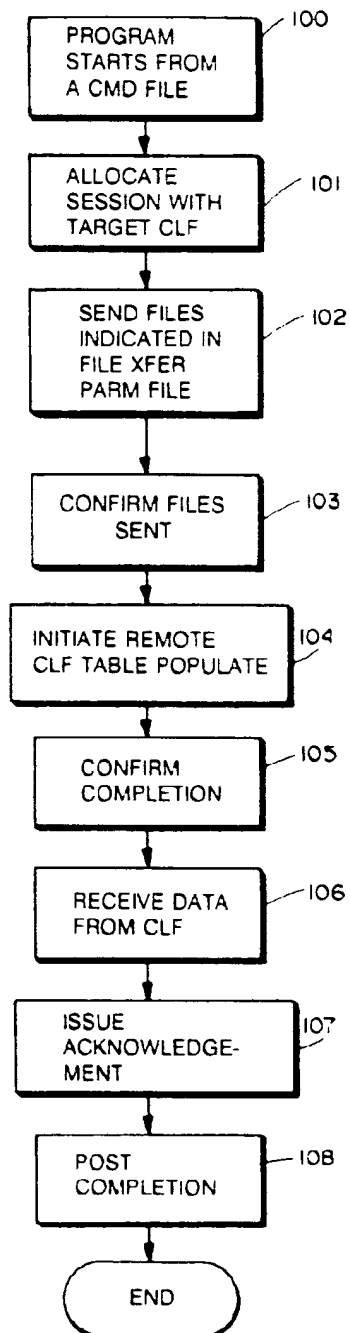 100
PROGRAM
STARTS FROM
A CMD FILE
101
ALLOCATE
SESSION WITH
TARGET CLF
102
SEND FILES
INDICATED IN
FILE XFER
PARM FILE
103
CONFIRM FILES
SENT
104
INITIATE REMOTE
CLF TABLE POPULATE
105
CONFIRM
COMPLETION
106
RECEIVE DATA
FROM CLF
107
ISSUE
ACKNOWLEDGE-
MENT
108
POST
COMPLETION
END